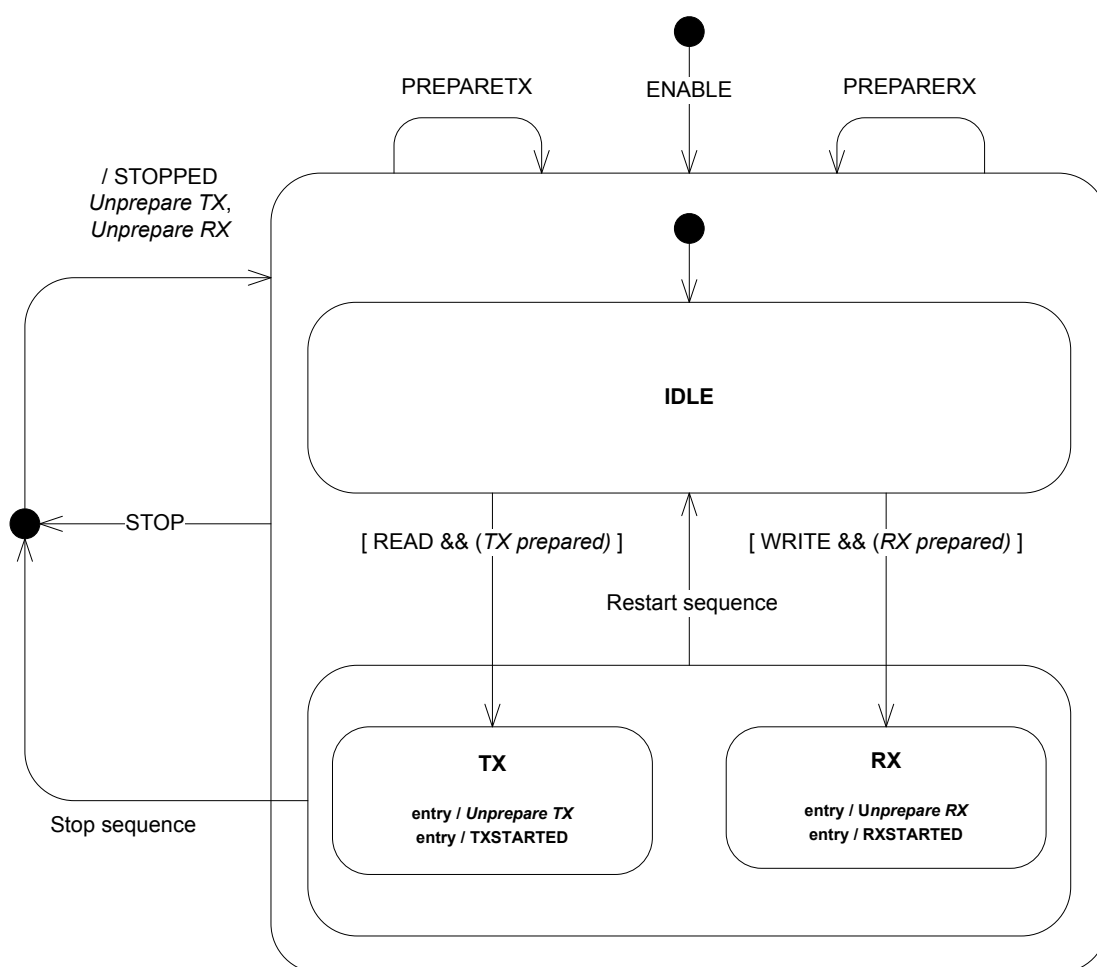 PREPARETX
ENABLE
PREPARERX
/ STOPPED
Unprepare TX,
Unprepare RX
IDLE
STOP
[ READ && (TX prepared) ]
[ WRITE && (RX prepared) ]
Restart sequence
TX
entry / Unprepare TX
entry / TXSTARTED
RX
entry / Unprepare RX
entry / RXSTARTED
Stop sequence